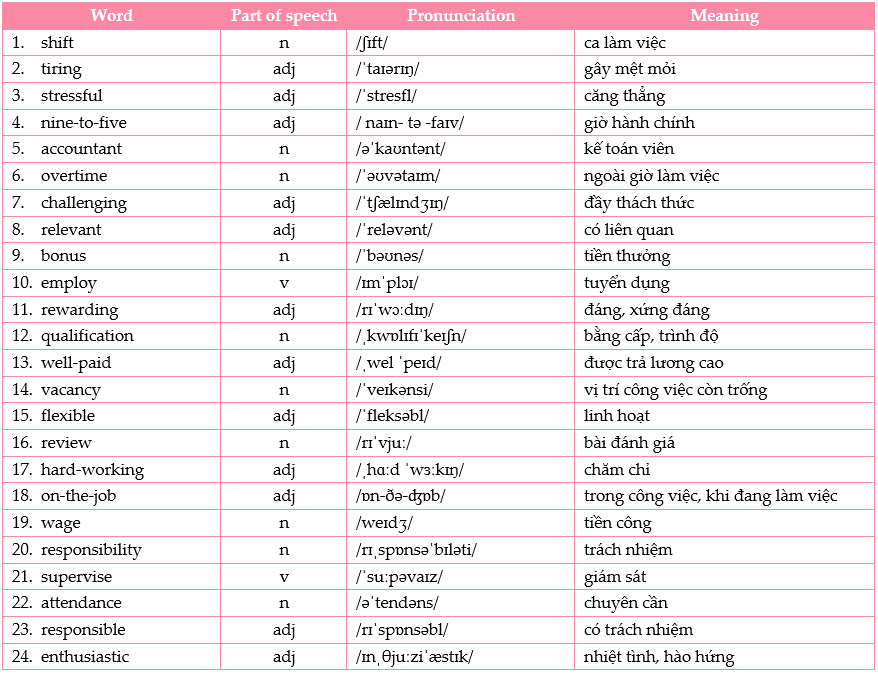 Word Part of speech Pronunciation Meaning
1. shift n /ʃɪft/ ca làm việc
2. tiring adj /ˈtaɪərɪŋ/ gây mệt mỏi
3. stressful adj /ˈstresfl/ căng thẳng
4. nine-to-five adj / naɪn- tə -faɪv/ giờ hành chính
5. accountant n /əˈkaʊntənt/ kế toán viên
6. overtime n /ˈəʊvətaɪm/ ngoài giờ làm việc
7. challenging adj /ˈtʃælɪndʒɪŋ/ đầy thách thức
8. relevant adj /ˈreləvənt/ có liên quan
9. bonus n /ˈbəʊnəs/ tiền thưởng
10. employ v /ɪmˈplɔɪ/ tuyển dụng
11. rewarding adj /rɪˈwɔːdɪŋ/ đáng, xứng đáng
12. qualification n /ˌkwɒlɪfɪˈkeɪʃn/ bằng cấp, trình độ
13. well-paid adj /ˌwel ˈpeɪd/ được trả lương cao
14. vacancy n /ˈveɪkənsi/ vị trí công việc còn trống
15. flexible adj /ˈfleksəbl/ linh hoạt
16. review n /rɪˈvjuː/ bài đánh giá
17. hard-working adj /ˌhɑːd ˈwɜːkɪŋ/ chăm chỉ
18. on-the-job adj /ɒn-ðə-ʤɒb/ trong công việc, khi đang làm việc
19. wage n /weɪdʒ/ tiền công
20. responsibility n /rɪˌspɒnsəˈbɪləti/ trách nhiệm
21. supervise v /ˈsuːpəvaɪz/ giám sát
22. attendance n /əˈtendəns/ chuyên cần
23. responsible adj /rɪˈspɒnsəbl/ có trách nhiệm
24. enthusiastic adj /ɪnˌθjuːziˈæstɪk/ nhiệt tình, hào hứng